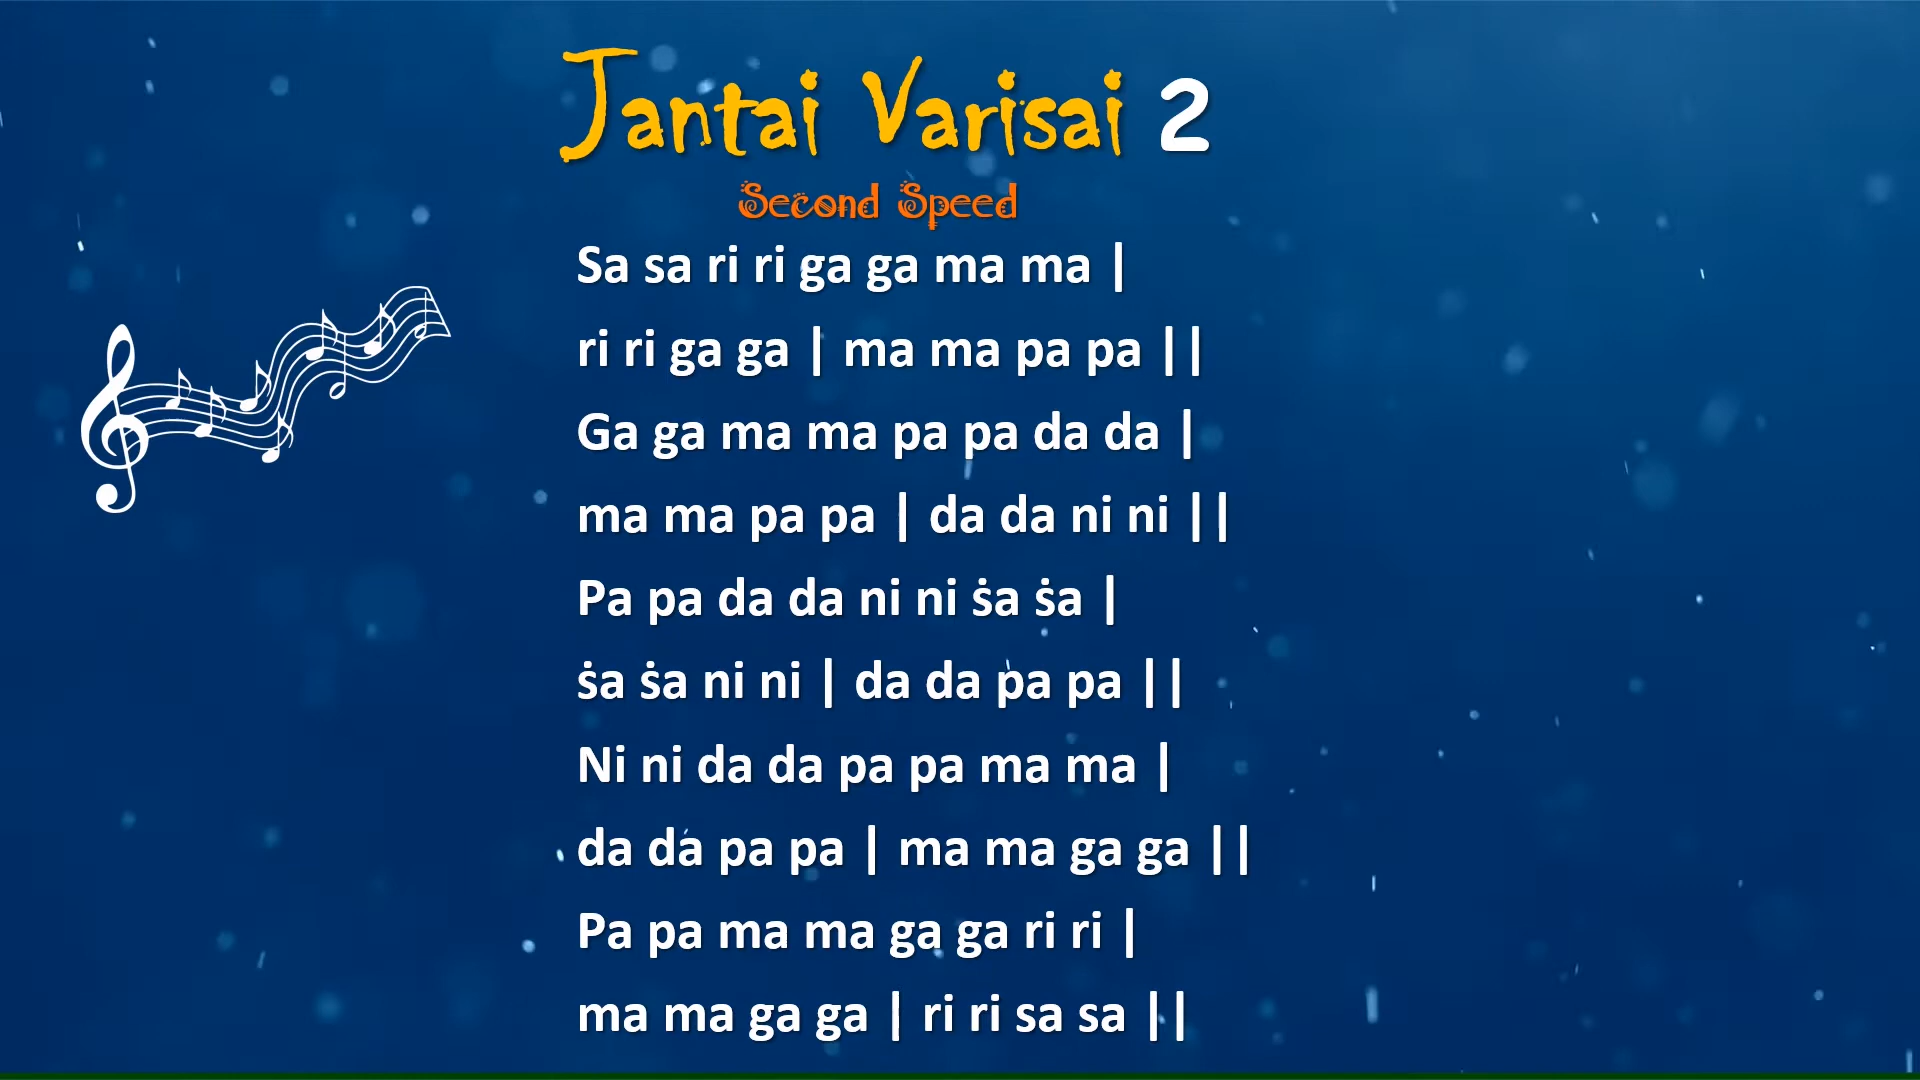 Jantai Varisai 2
Second Speed
Sa sa ri ri ga ga ma ma |
ri ri ga ga | ma ma pa pa ||
Ga ga ma ma pa pa da da |
ma ma pa pa | da da ni ni ||
Pa pa da da ni ni ṡa ṡa |
ṡa ṡa ni ni | da da pa pa ||
Ni ni da da pa pa ma ma |
da da pa pa | ma ma ga ga ||
Pa pa ma ma ga ga ri ri |
ma ma ga ga | ri ri sa sa ||